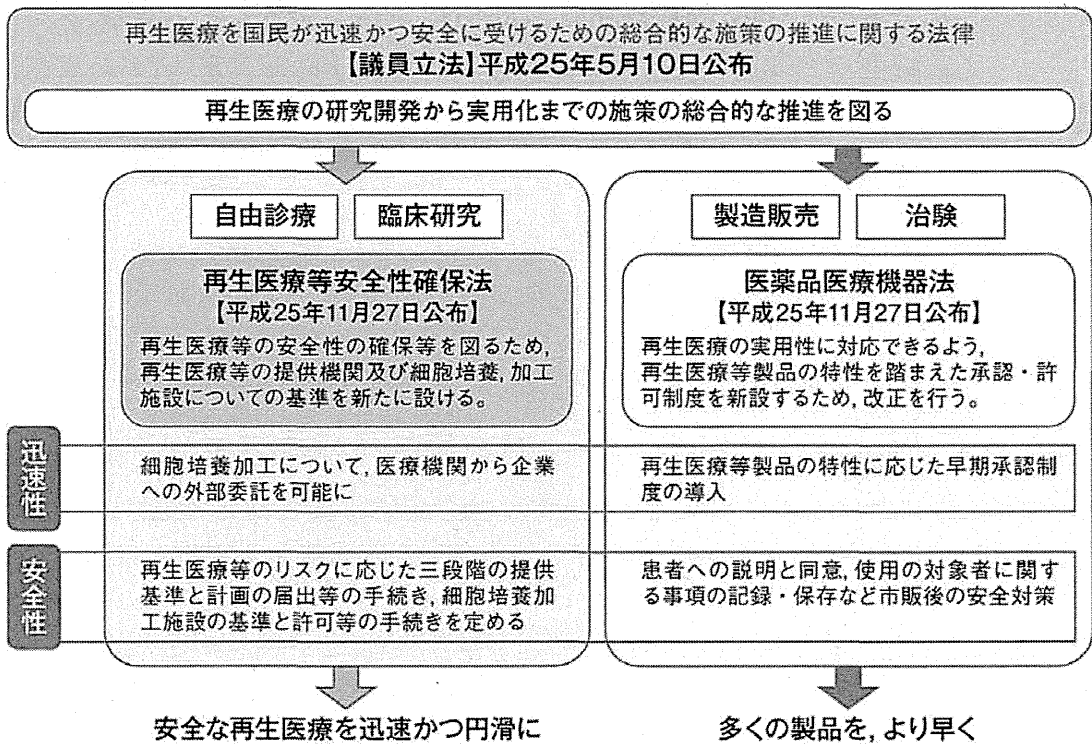 再生医療を国民が迅速かつ安全に受けるための総合的な施策の推進に関する法律
【議員立法】平成25年5月10日公布
再生医療の研究開発から実用化までの施策の総合的な推進を図る
自由診療
臨床研究
再生医療等安全性確保法
【平成25年11月27日公布】
再生医療等の安全性の確保等を図るため,
再生医療等の提供機関及び細胞培養, 加工
施設についての基準を新たに設ける。
製造販売
治験
医薬品医療機器法
【平成25年11月27日公布】
再生医療の実用性に対応できるよう,
再生医療等製品の特性を踏まえた承認・許
可制度を新設するため, 改正を行う。
迅速性
細胞培養加工について, 医療機関から企業
への外部委託を可能に
再生医療等製品の特性に応じた早期承認制
度の導入
安全性
再生医療等のリスクに応じた三段階の提供
基準と計画の届出等の手続き, 細胞培養加
工施設の基準と許可等の手続きを定める
患者への説明と同意, 使用の対象者に関す
る事項の記録・保存など市販後の安全対策
安全な再生医療を迅速かつ円滑に
多くの製品を, より早く